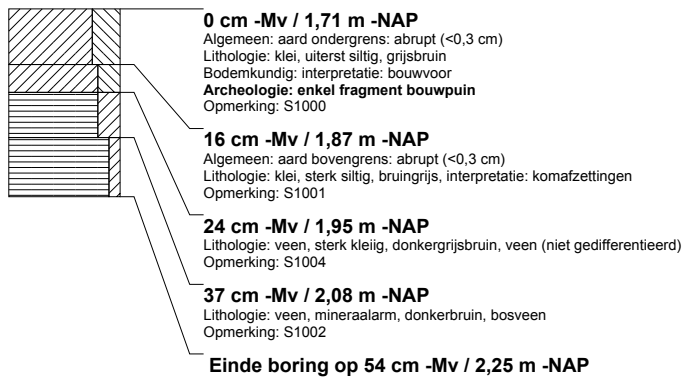 0 cm -Mv / 1,71 m -NAP
Algemeen: aard ondergrens: abrupt (<0,3 cm)
Lithologie: klei, uiterst siltig, grijsbruin
Bodemkundig: interpretatie: bouwvoor
Archeologie: enkel fragment bouwpuin
Opmerking: S1000
16 cm -Mv / 1,87 m -NAP
Algemeen: aard bovengrens: abrupt (<0,3 cm)
Lithologie: klei, sterk siltig, bruingrijs, interpretatie: komafzettingen
Opmerking: S1001
24 cm -Mv / 1,95 m -NAP
Lithologie: veen, sterk kleiig, donkergrijsbruin, veen (niet gedifferentieerd)
Opmerking: S1004
37 cm -Mv / 2,08 m -NAP
Lithologie: veen, mineraalarm, donkerbruin, bosveen
Opmerking: S1002
Einde boring op 54 cm -Mv / 2,25 m -NAP